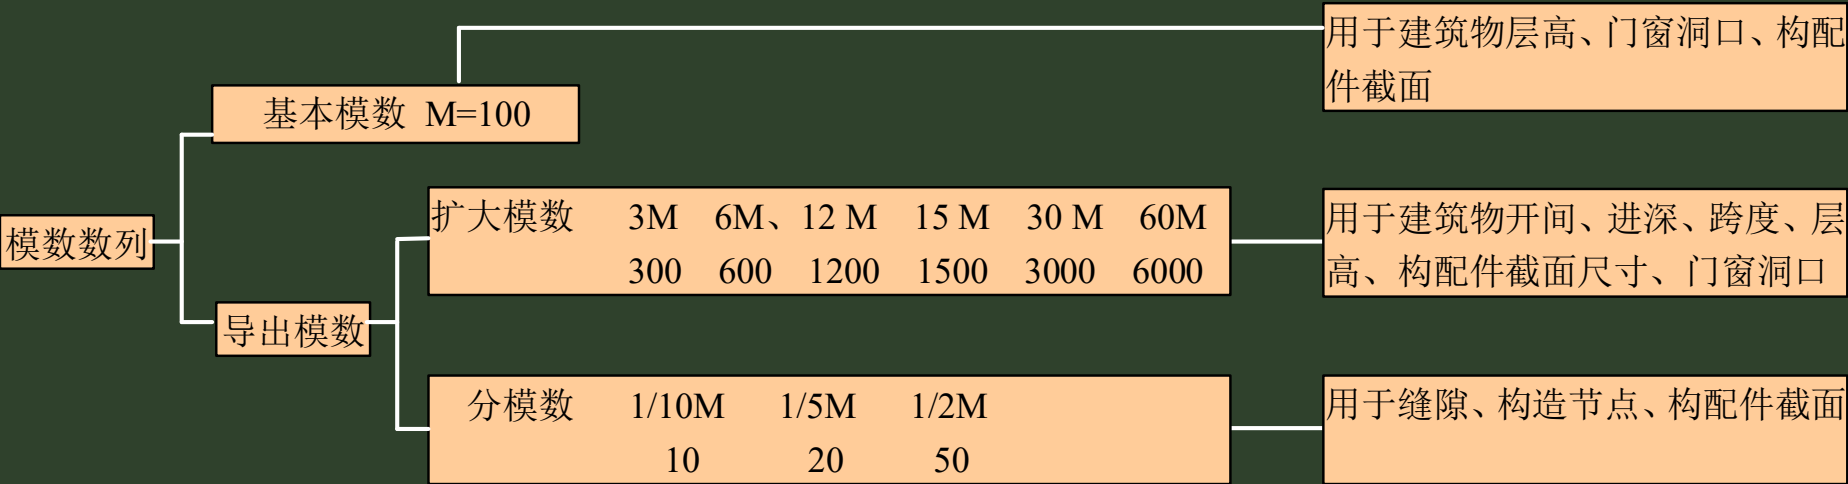 用于建筑物层高、门窗洞口、构配
件截面
基本模数 M=100
模数数列
扩大模数 3M 6M、12 M 15 M 30 M 60M
300 600 1200 1500 3000 6000
用于建筑物开间、进深、跨度、层
高、构配件截面尺寸、门窗洞口
导出模数
分模数 1/10M 1/5M 1/2M
10 20 50
用于缝隙、构造节点、构配件截面